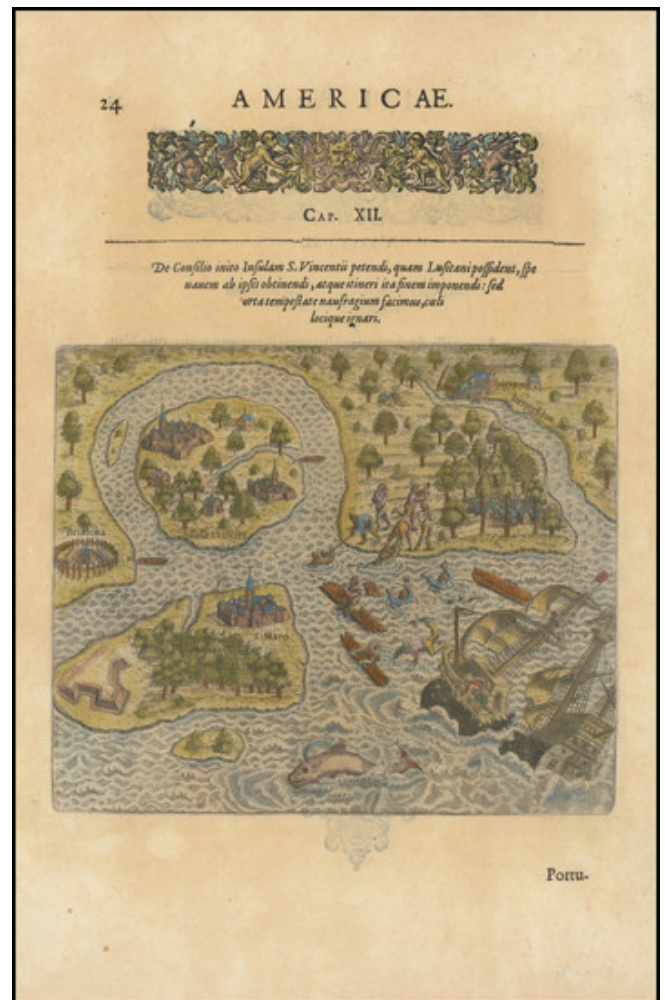 24
AMERICAE.
CAP. XII.
De Consilio inito Insulam S. Vincentii petendi, quam Lusitani possident, spe
nauem ab ipsis obtinendi, atque itineri ita finem imponendi: sed
orta tempestate naufragium facimus, cæli
locique ignari.
Brikioka
S. Maro
Portu-